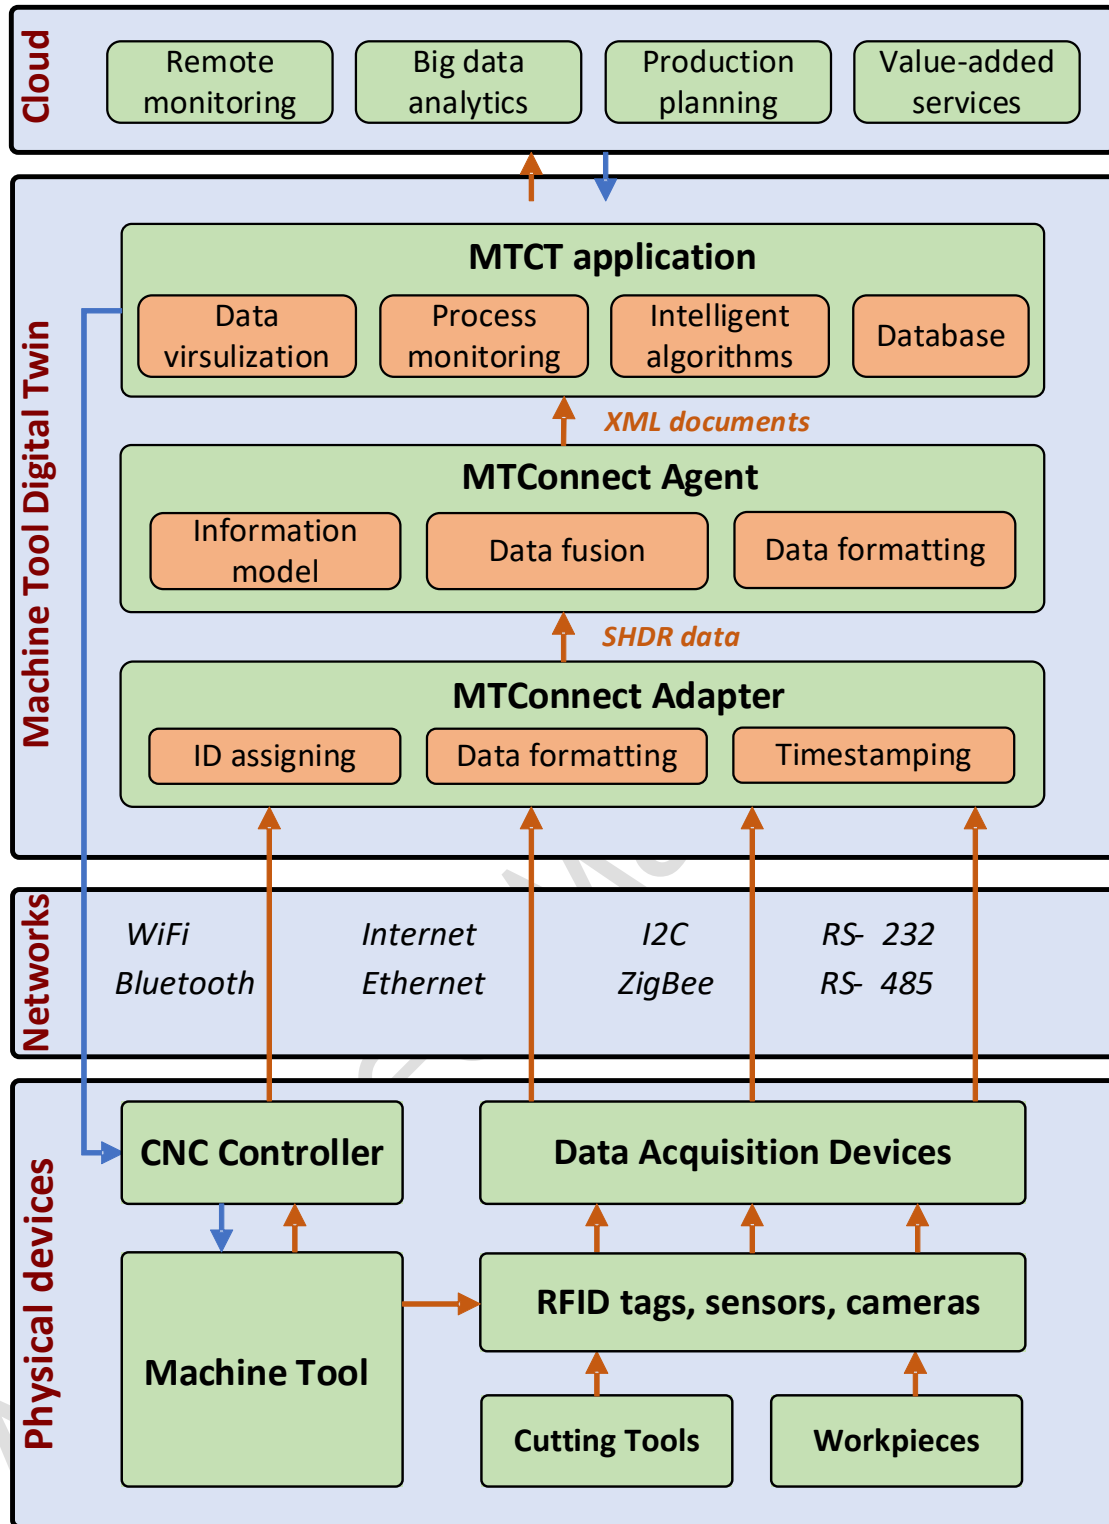 Cloud
Remote
monitoring
Big data
analytics
Production
planning
Value-added
services
Machine Tool Digital Twin
MTCT application
Data
virsulization
Process
monitoring
Intelligent
algorithms
Database
XML documents
MTConnect Agent
Information
model
Data fusion
Data formatting
SHDR data
MTConnect Adapter
ID assigning
Data formatting
Timestamping
Networks
WiFi
Internet
I2C
RS- 232
Bluetooth
Ethernet
ZigBee
RS- 485
Physical devices
CNC Controller
Data Acquisition Devices
Machine Tool
RFID tags, sensors, cameras
Cutting Tools
Workpieces